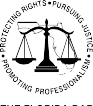 PROTECTING RIGHTS • PURSUING JUSTICE
• PROMOTING PROFESSIONALISM •